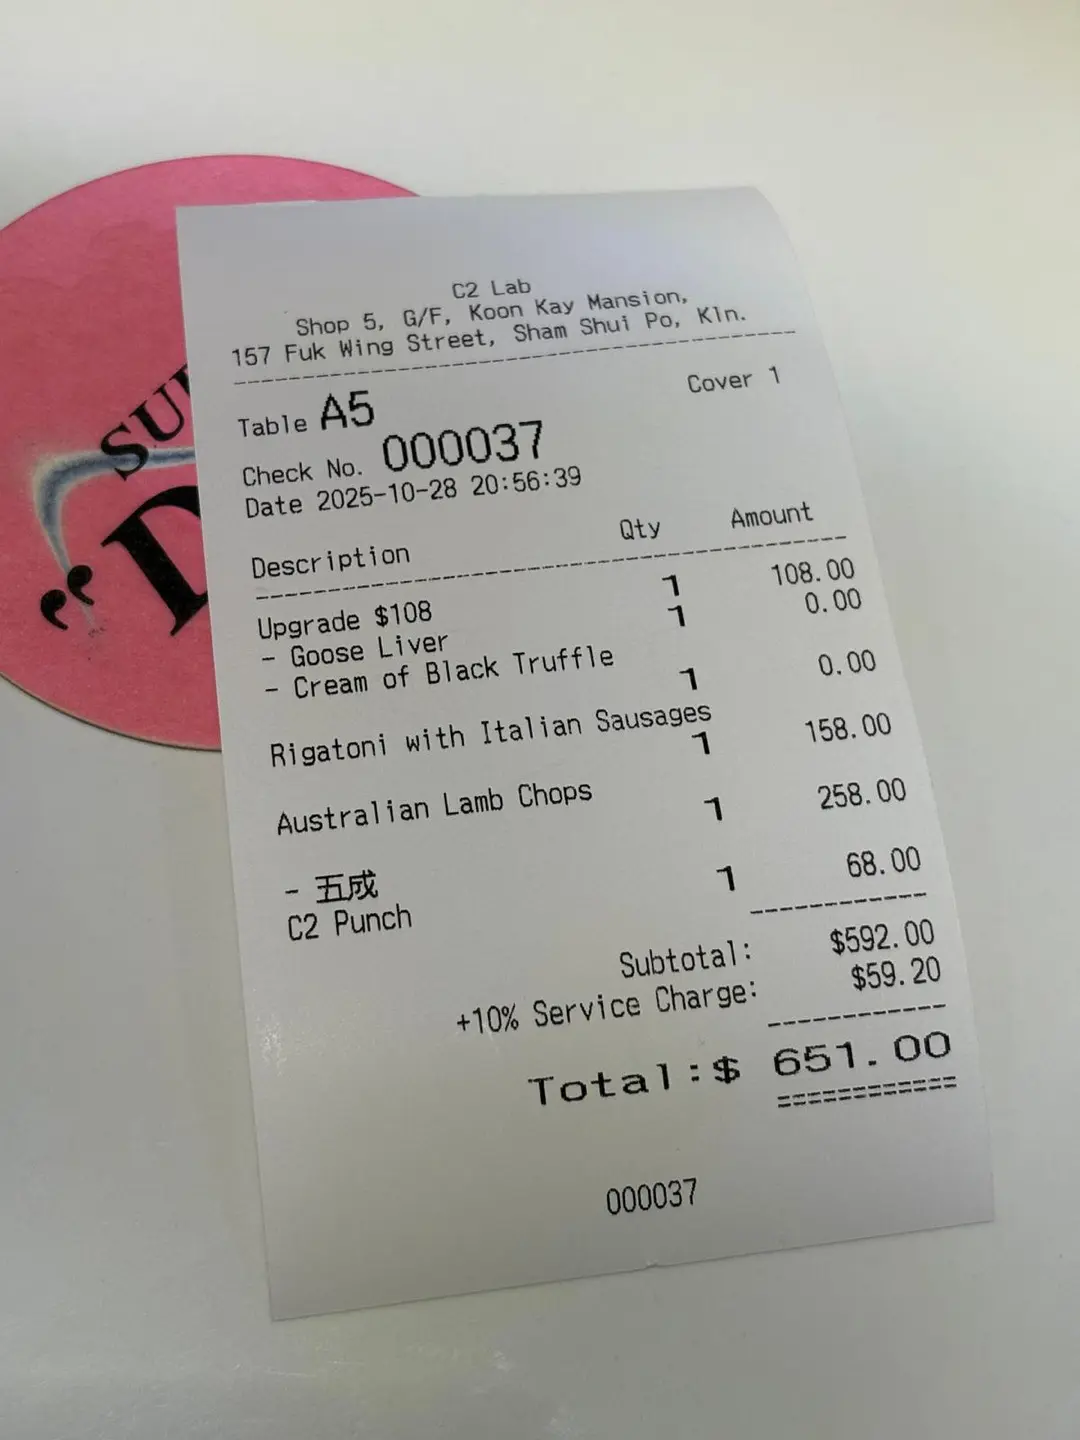 C2 Lab
Shop 5, G/F, Koon Kay Mansion,
157 Fuk Wing Street, Sham Shui Po, Kln.
Table A5 Cover 1
Check No. 000037
Date 2025-10-28 20:56:39
Description Qty Amount
Upgrade $108 1 108.00
- Goose Liver 1 0.00
- Cream of Black Truffle
1 0.00
Rigatoni with Italian Sausages
1 158.00
Australian Lamb Chops
1 258.00
- 五成
C2 Punch 1 68.00
Subtotal: $592.00
+10% Service Charge: $59.20
Total:$ 651.00
000037